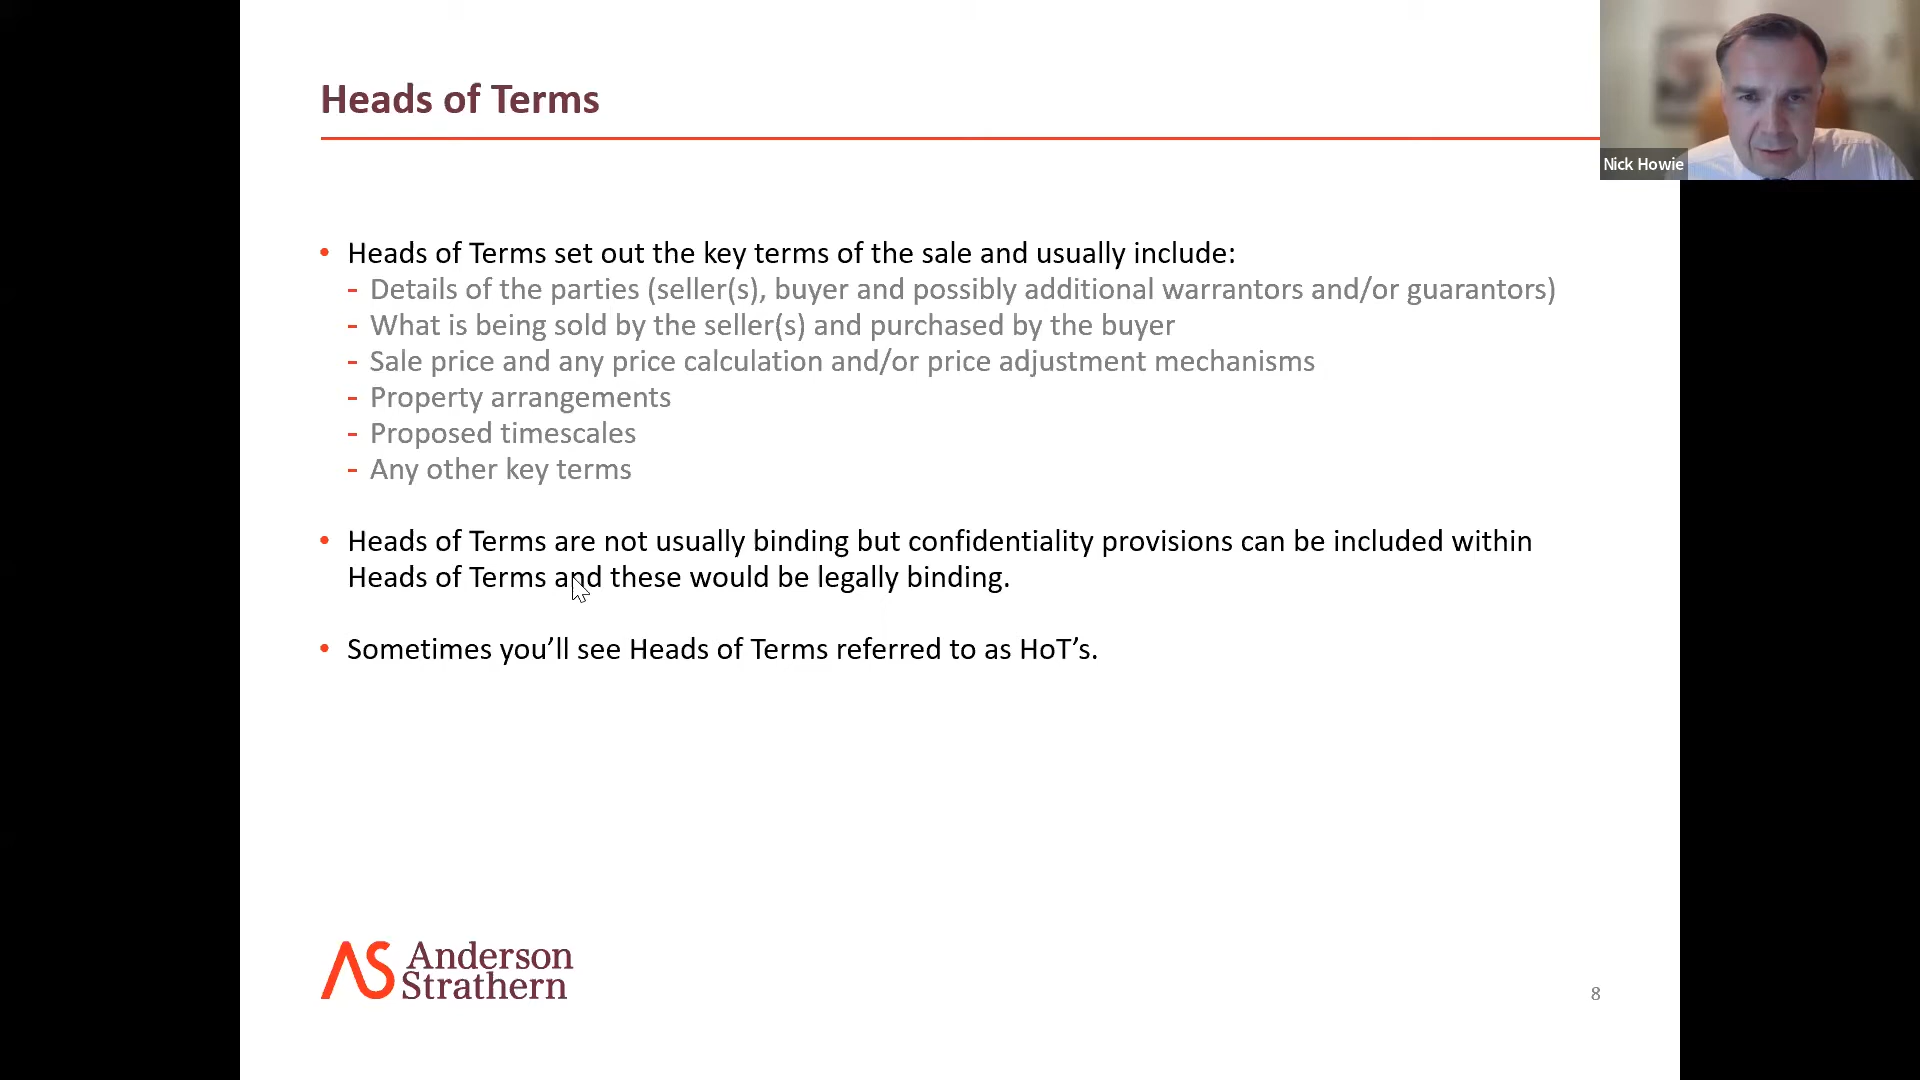 Heads of Terms
Nick Howie
• Heads of Terms set out the key terms of the sale and usually include:
- Details of the parties (seller(s), buyer and possibly additional warrantors and/or guarantors)
- What is being sold by the seller(s) and purchased by the buyer
- Sale price and any price calculation and/or price adjustment mechanisms
- Property arrangements
- Proposed timescales
- Any other key terms
• Heads of Terms are not usually binding but confidentiality provisions can be included within
Heads of Terms and these would be legally binding.
• Sometimes you’ll see Heads of Terms referred to as HoT’s.
AS Anderson
Strathern
8